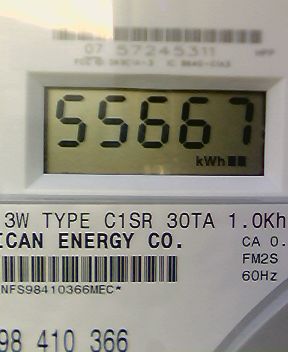 07 57245311
55667
kWh
3W TYPE C1SR 30TA 1.0Kh
ICAN ENERGY CO.
CA 0.
FM2S
60Hz
NFS98410366MEC*
98 410 366